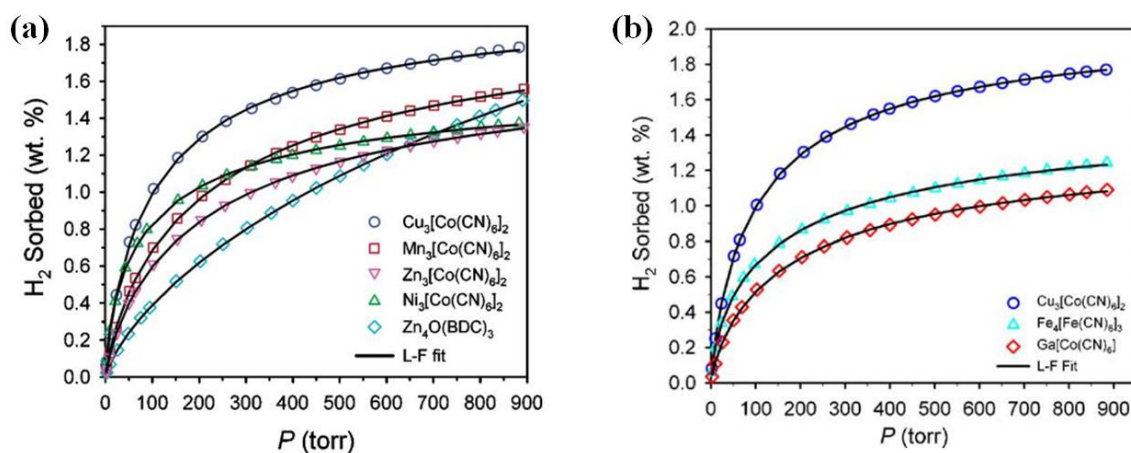 (a)
H₂ Sorbed (wt. %)
1.8
1.6
1.4
1.2
1.0
0.8
0.6
0.4
0.2
0.0
Cu₃[Co(CN)₆]₂
Mn₃[Co(CN)₆]₂
Zn₃[Co(CN)₆]₂
Ni₃[Co(CN)₆]₂
Zn₄O(BDC)₃
L-F fit
0 100 200 300 400 500 600 700 800 900
P (torr)
(b)
H₂ Sorbed (wt. %)
2.0
1.8
1.6
1.4
1.2
1.0
0.8
0.6
0.4
0.2
0.0
Cu₃[Co(CN)₆]₂
Fe₄[Fe(CN)₆]₃
Ga[Co(CN)₆]
L-F Fit
0 100 200 300 400 500 600 700 800 900
P (torr)